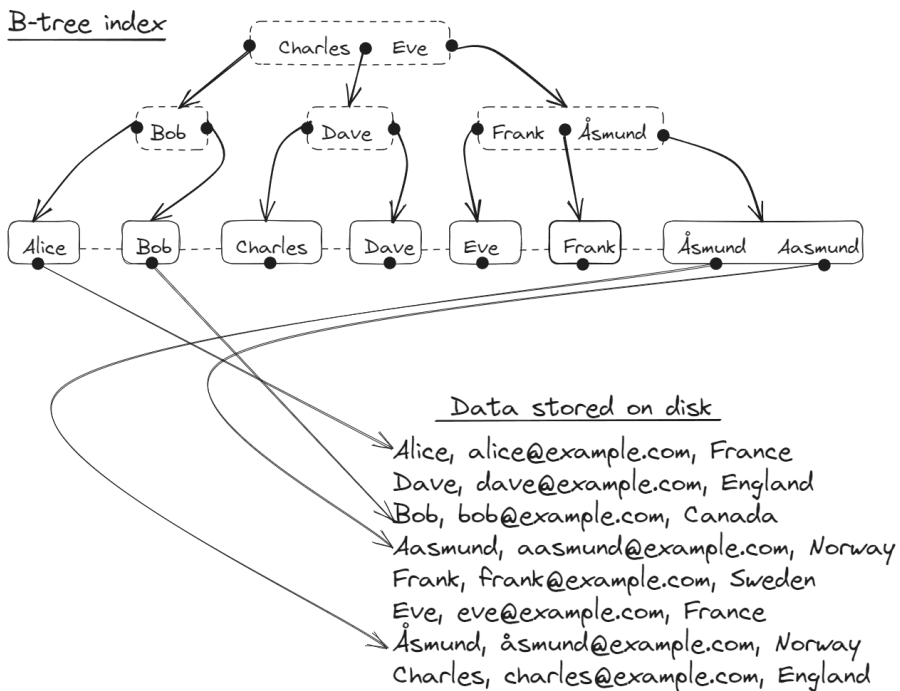 B-tree index
Charles Eve
Bob Dave Frank Åsmund
Alice Bob Charles Dave Eve Frank Åsmund Aasmund
Data stored on disk
Alice, alice@example.com, France
Dave, dave@example.com, England
Bob, bob@example.com, Canada
Aasmund, aasmund@example.com, Norway
Frank, frank@example.com, Sweden
Eve, eve@example.com, France
Åsmund, åsmund@example.com, Norway
Charles, charles@example.com, England